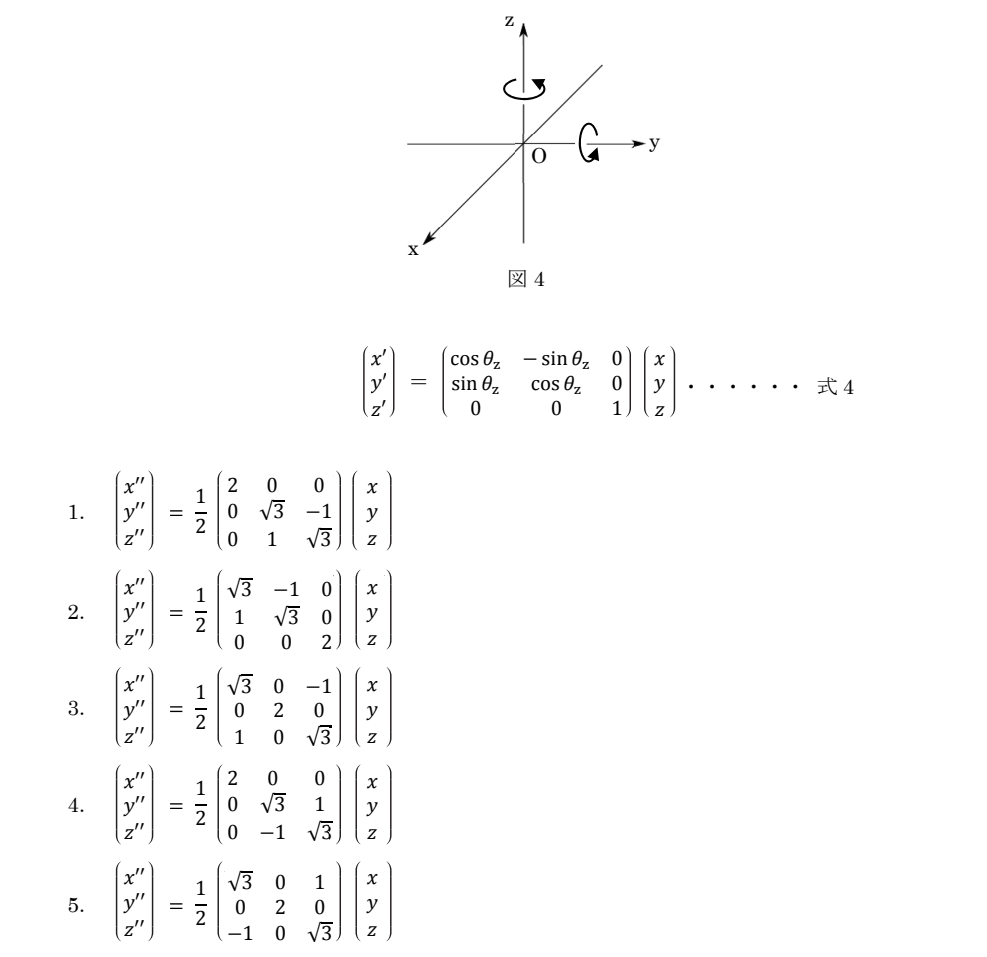 z
y
O
x
図 4
(x′ y′ z′) = (cos θz −sin θz 0 sin θz cos θz 0 0 0 1) (x y z) ・・・・・・ 式 4
1. (x′′ y′′ z′′) = 1/2 (2 0 0 0 √3 −1 0 1 √3) (x y z)
2. (x′′ y′′ z′′) = 1/2 (√3 −1 0 1 √3 0 0 0 2) (x y z)
3. (x′′ y′′ z′′) = 1/2 (√3 0 −1 0 2 0 1 0 √3) (x y z)
4. (x′′ y′′ z′′) = 1/2 (2 0 0 0 √3 1 0 −1 √3) (x y z)
5. (x′′ y′′ z′′) = 1/2 (√3 0 1 0 2 0 −1 0 √3) (x y z)